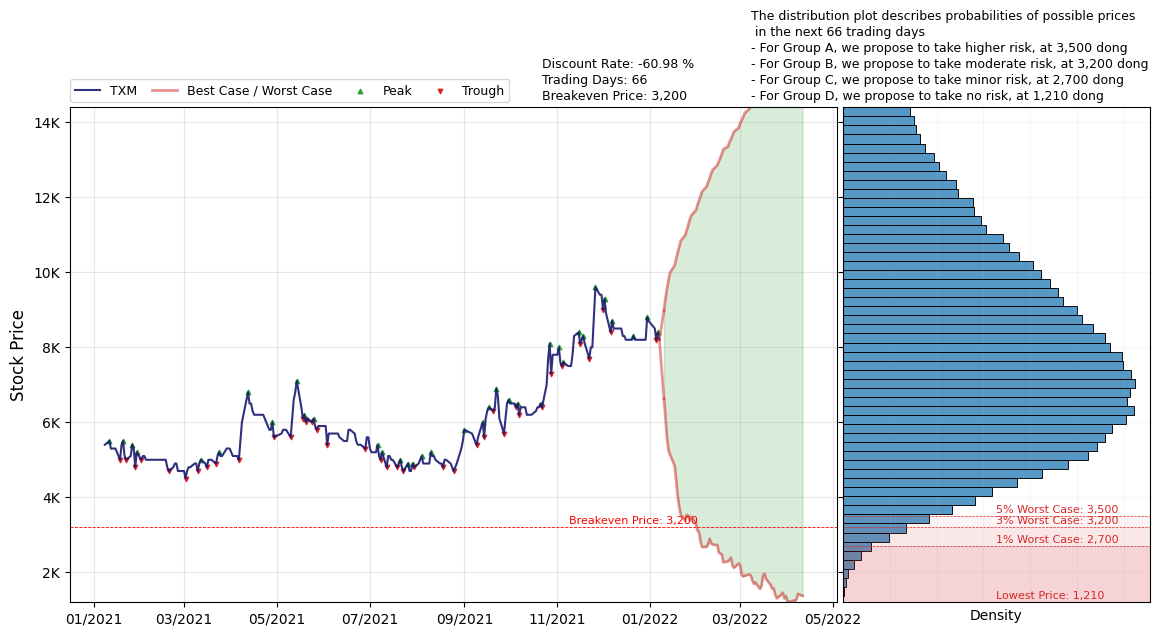 The distribution plot describes probabilities of possible prices
in the next 66 trading days
- For Group A, we propose to take higher risk, at 3,500 dong
- For Group B, we propose to take moderate risk, at 3,200 dong
- For Group C, we propose to take minor risk, at 2,700 dong
- For Group D, we propose to take no risk, at 1,210 dong
Discount Rate: -60.98 %
Trading Days: 66
Breakeven Price: 3,200
TXM
Best Case / Worst Case
Peak
Trough
Stock Price
14K
12K
10K
8K
6K
4K
2K
Breakeven Price: 3,200
5% Worst Case: 3,500
3% Worst Case: 3,200
1% Worst Case: 2,700
Lowest Price: 1,210
01/2021
03/2021
05/2021
07/2021
09/2021
11/2021
01/2022
03/2022
05/2022
Density